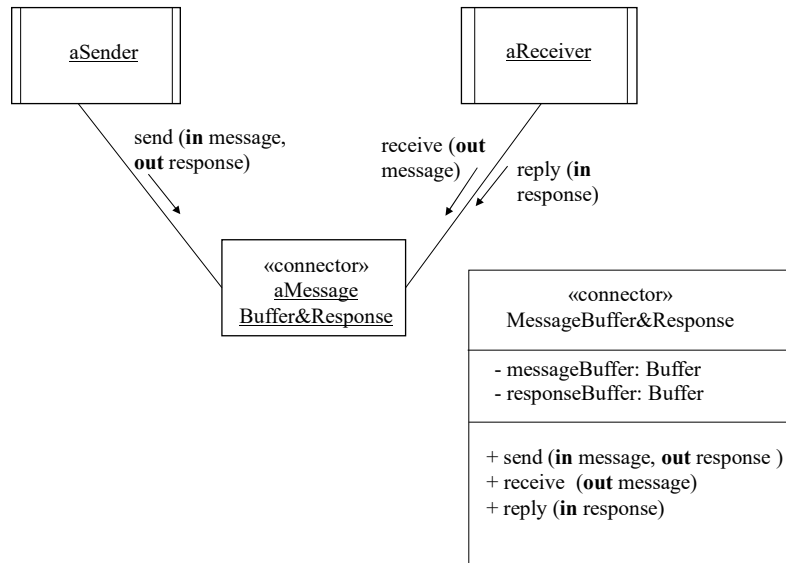 aSender
aReceiver
send (in message,
out response)
receive (out
message)
reply (in
response)
«connector»
aMessage
Buffer&Response
«connector»
MessageBuffer&Response
- messageBuffer: Buffer
- responseBuffer: Buffer
+ send (in message, out response )
+ receive (out message)
+ reply (in response)